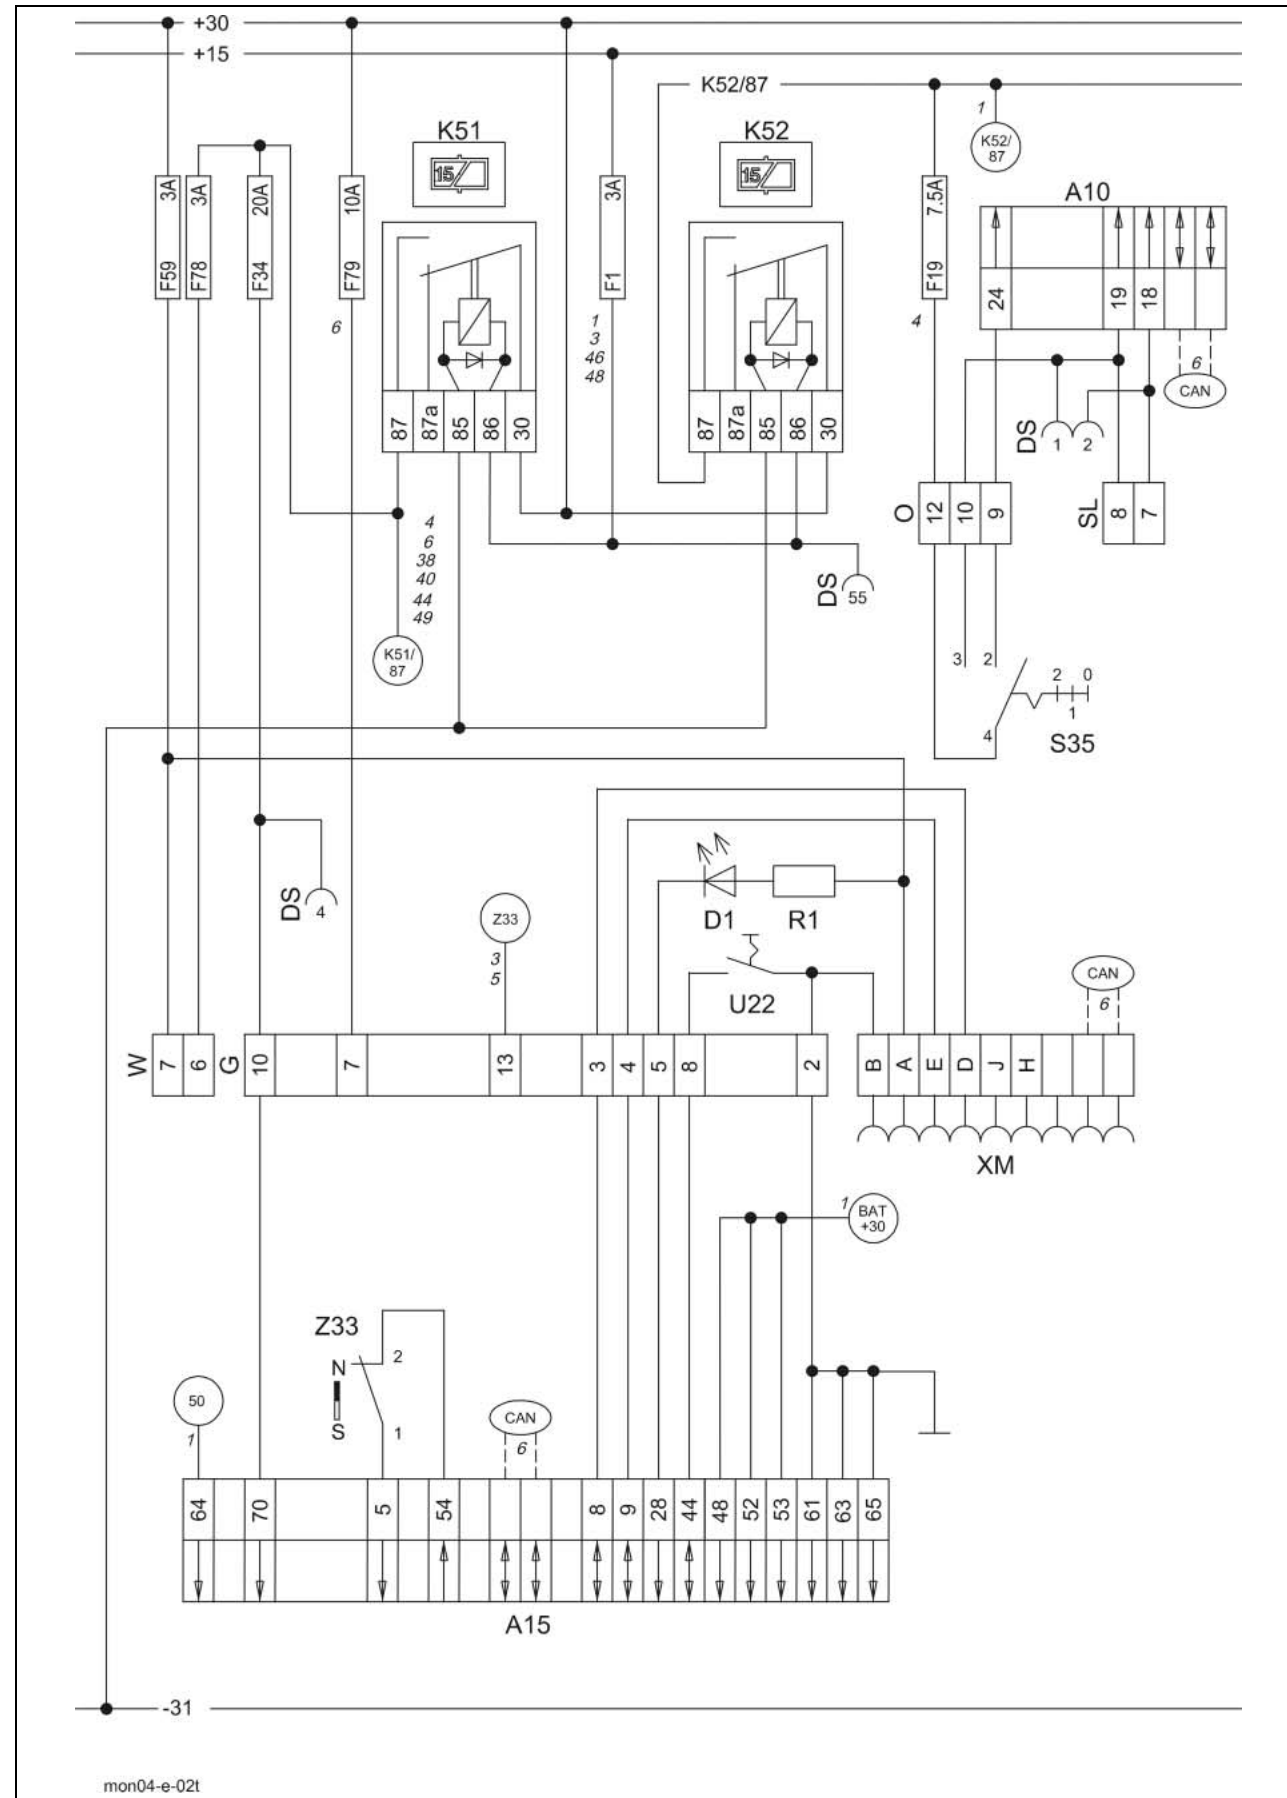 +30
+15
K52/87
K51
K52
1
K52/
87
A10
15
15
F59 3A
F78 3A
F34 20A
F79 10A
F1 3A
F19 7.5A
24
19
18
6
1
3
46
48
4
6
CAN
87
87a
85
86
30
87
87a
85
86
30
DS
1
2
O
12
10
9
SL
8
7
4
6
38
40
44
49
DS
55
K51/
87
3
2
2
0
1
4
S35
DS
4
Z33
3
5
D1
R1
U22
CAN
6
W
7
6
G
10
7
13
3
4
5
8
2
B
A
E
D
J
H
XM
1
BAT
+30
Z33
N
S
2
1
50
1
CAN
6
64
70
5
54
8
9
28
44
48
52
53
61
63
65
A15
-31
mon04-e-02t